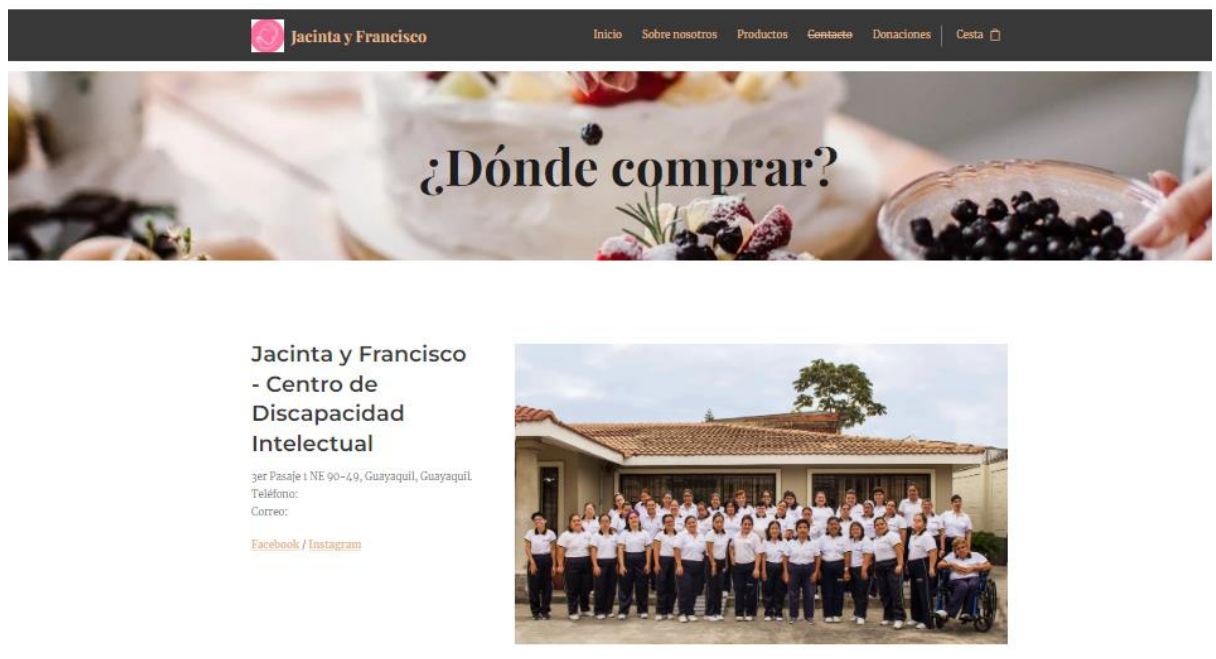 Jacinta y Francisco
Inicio Sobre nosotros Productos Contacto Donaciones Cesta
¿Dónde comprar?
Jacinta y Francisco
- Centro de
Discapacidad
Intelectual
3er Pasaje 1 NE 90-49, Guayaquil, Guayaquil.
Teléfono:
Correo:
Facebook / Instagram